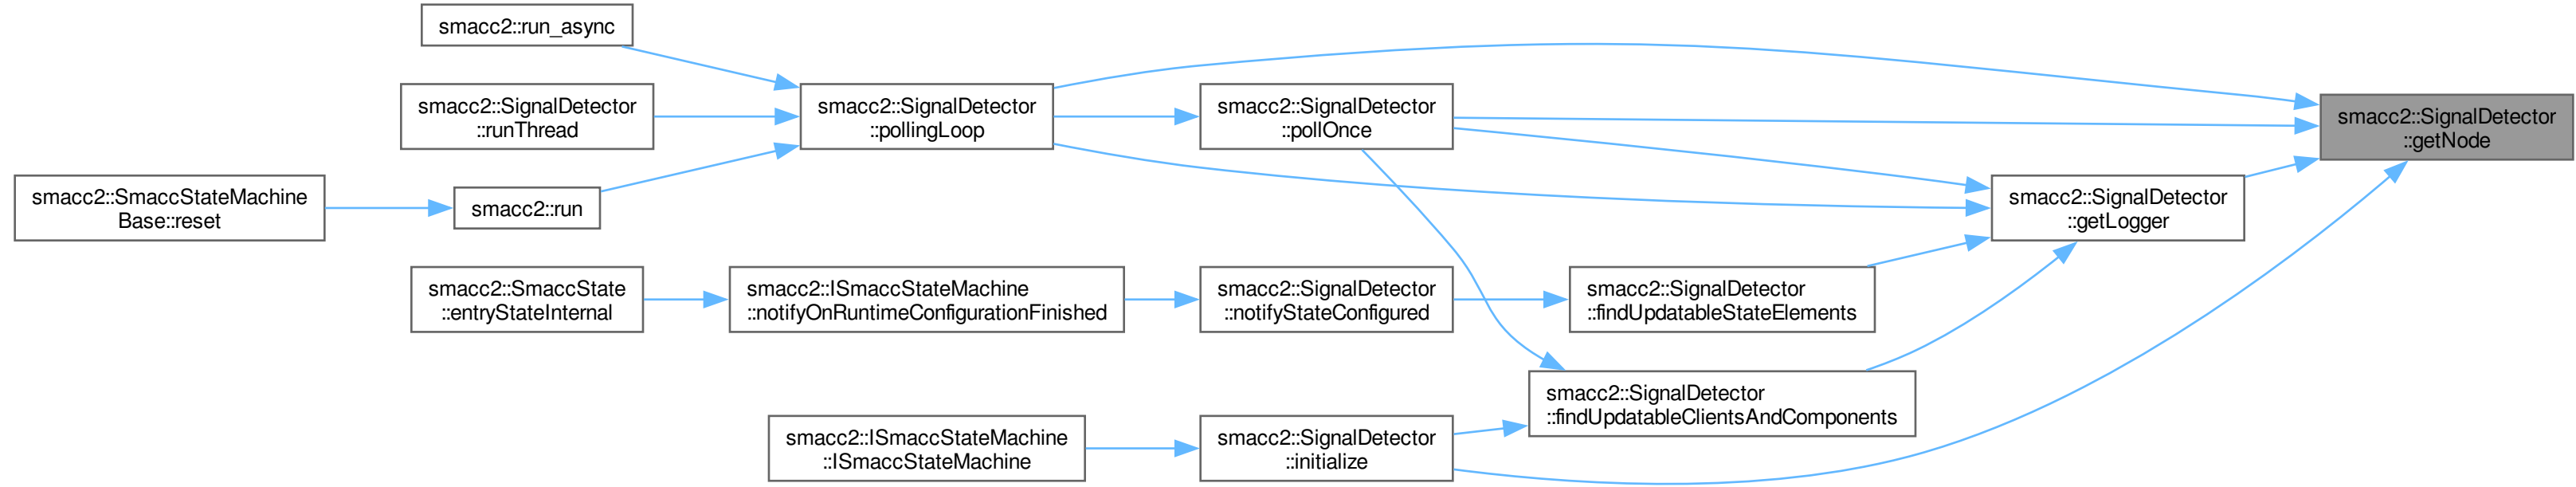 smacc2::run_async
smacc2::SignalDetector
::runThread
smacc2::SmaccStateMachine
Base::reset
smacc2::run
smacc2::SignalDetector
::pollingLoop
smacc2::SignalDetector
::pollOnce
smacc2::SignalDetector
::getNode
smacc2::SignalDetector
::getLogger
smacc2::SmaccState
::entryStateInternal
smacc2::ISmaccStateMachine
::notifyOnRuntimeConfigurationFinished
smacc2::SignalDetector
::notifyStateConfigured
smacc2::SignalDetector
::findUpdatableStateElements
smacc2::SignalDetector
::findUpdatableClientsAndComponents
smacc2::ISmaccStateMachine
::ISmaccStateMachine
smacc2::SignalDetector
::initialize